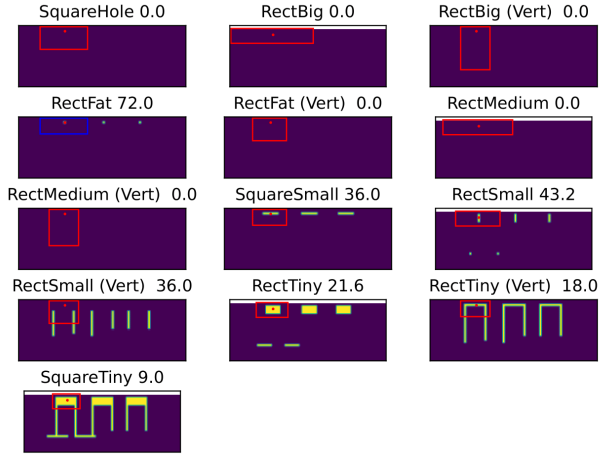 SquareHole 0.0
RectBig 0.0
RectBig (Vert)  0.0
RectFat 72.0
RectFat (Vert)  0.0
RectMedium 0.0
RectMedium (Vert)  0.0
SquareSmall 36.0
RectSmall 43.2
RectSmall (Vert)  36.0
RectTiny 21.6
RectTiny (Vert)  18.0
SquareTiny 9.0